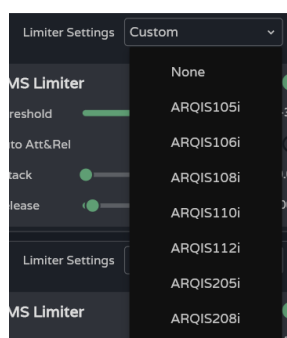 Limiter Settings Custom
None
MS Limiter
ARQIS105i
reshold
ARQIS106i
to Att&Rel
ARQIS108i
tack
ARQIS110i
lease
ARQIS112i
Limiter Settings
ARQIS205i
MS Limiter
ARQIS208i